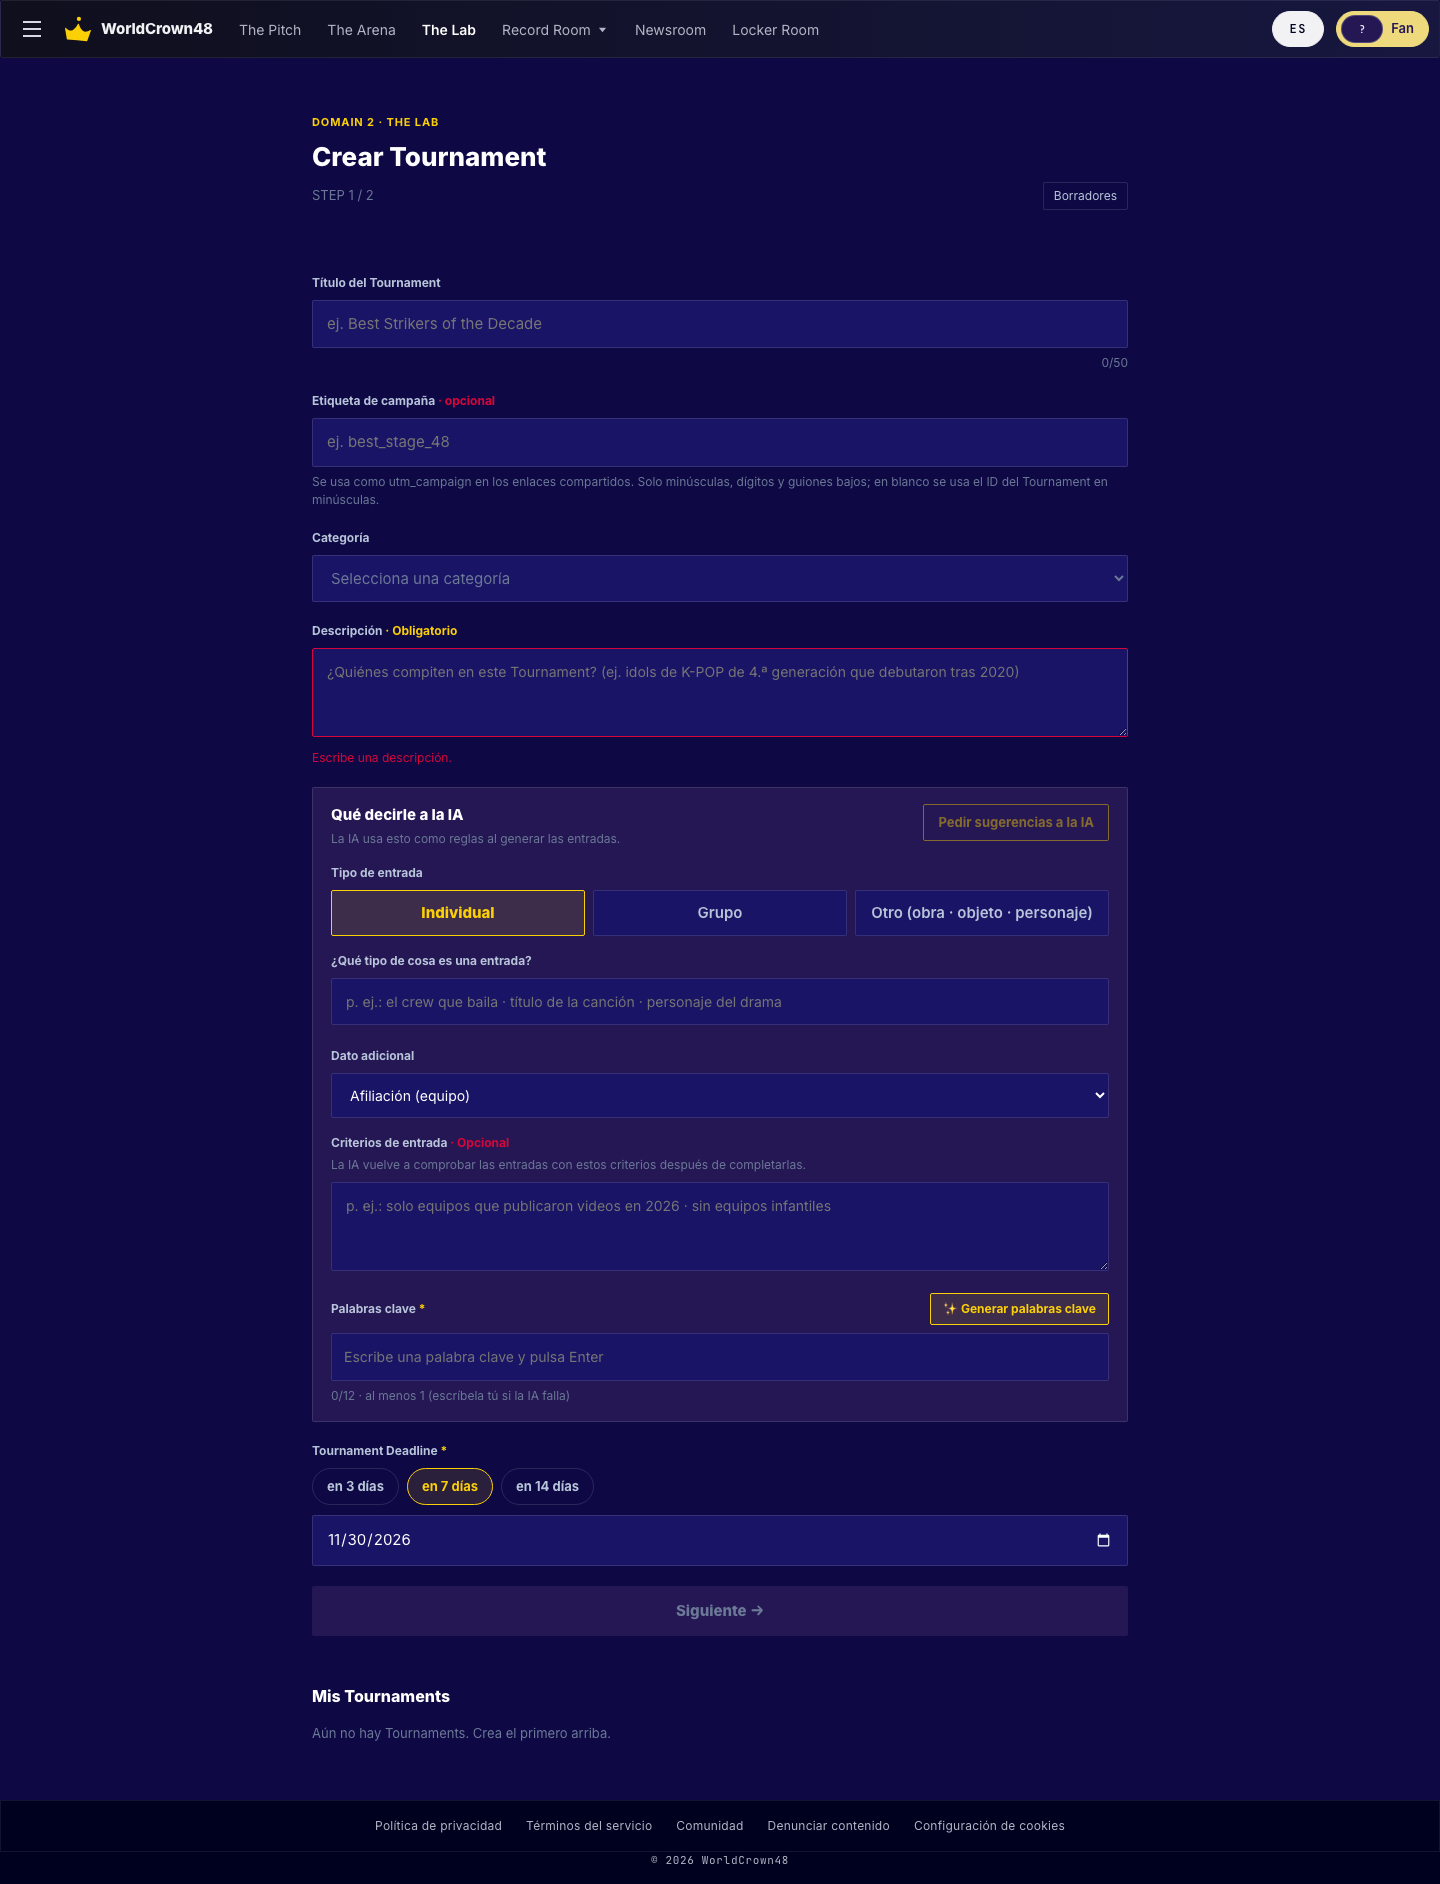 WorldCrown48
The Pitch
The Arena
The Lab
Record Room
Newsroom
Locker Room
ES
? Fan
DOMAIN 2 · THE LAB
Crear Tournament
STEP 1 / 2
Borradores
Título del Tournament
ej. Best Strikers of the Decade
0/50
Etiqueta de campaña · opcional
ej. best_stage_48
Se usa como utm_campaign en los enlaces compartidos. Solo minúsculas, dígitos y guiones bajos; en blanco se usa el ID del Tournament en
minúsculas.
Categoría
Selecciona una categoría
Descripción · Obligatorio
¿Quiénes compiten en este Tournament? (ej. idols de K-POP de 4.ª generación que debutaron tras 2020)
Escribe una descripción.
Qué decirle a la IA
La IA usa esto como reglas al generar las entradas.
Pedir sugerencias a la IA
Tipo de entrada
Individual
Grupo
Otro (obra · objeto · personaje)
¿Qué tipo de cosa es una entrada?
p. ej.: el crew que baila · título de la canción · personaje del drama
Dato adicional
Afiliación (equipo)
Criterios de entrada · Opcional
La IA vuelve a comprobar las entradas con estos criterios después de completarlas.
p. ej.: solo equipos que publicaron videos en 2026 · sin equipos infantiles
Palabras clave *
✨ Generar palabras clave
Escribe una palabra clave y pulsa Enter
0/12 · al menos 1 (escríbela tú si la IA falla)
Tournament Deadline *
en 3 días
en 7 días
en 14 días
11/30/2026
Siguiente →
Mis Tournaments
Aún no hay Tournaments. Crea el primero arriba.
Política de privacidad
Términos del servicio
Comunidad
Denunciar contenido
Configuración de cookies
© 2026 WorldCrown48